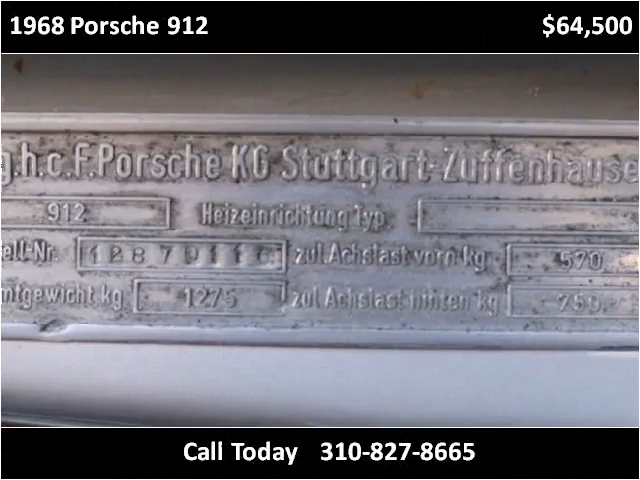 1968 Porsche 912 $64,500
g.h.c.F.Porsche KG Stuttgart-Zuffenhause
912 Heizeinrichtung Typ
ell-Nr. zul Achslast vorn kg 570
mtgewicht kg 1275 zul Achslast hinten kg 750
Call Today 310-827-8665